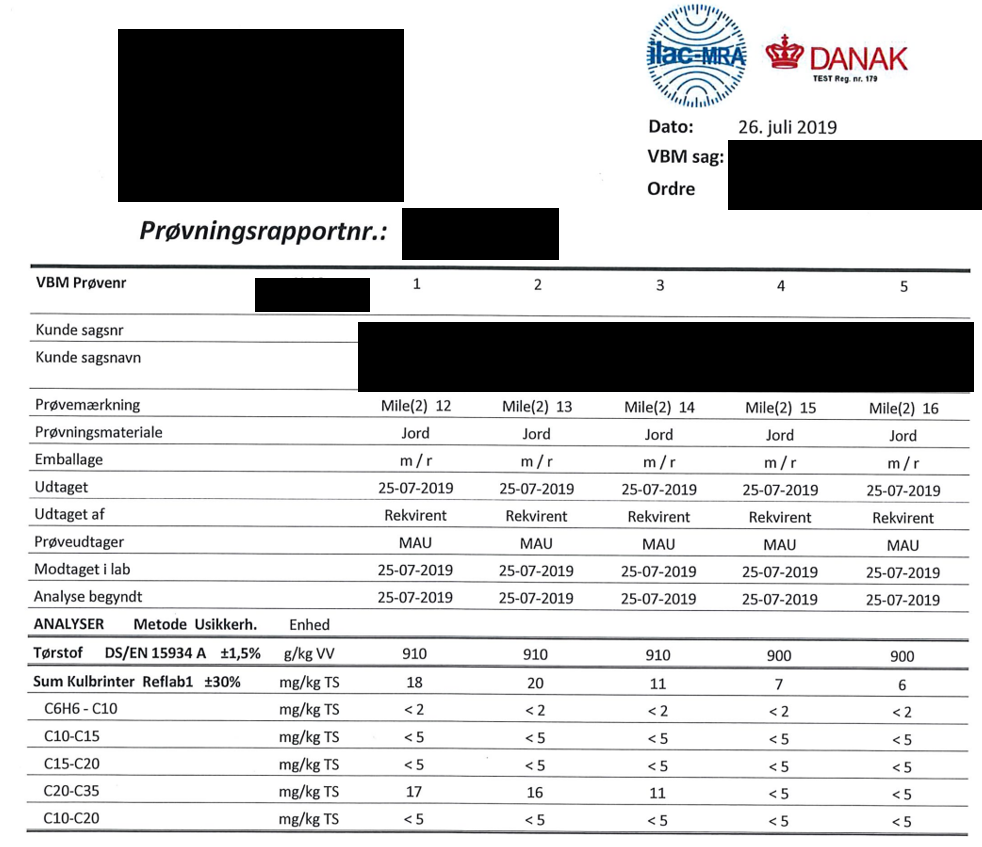 ilac-MRA
DANAK
TEST Reg. nr. 179
Dato: 26. juli 2019
VBM sag:
Ordre
Prøvningsrapportnr.:
VBM Prøvenr 1 2 3 4 5
Kunde sagsnr
Kunde sagsnavn
Prøvemærkning Mile(2) 12 Mile(2) 13 Mile(2) 14 Mile(2) 15 Mile(2) 16
Prøvningsmateriale Jord Jord Jord Jord Jord
Emballage m / r m / r m / r m / r m / r
Udtaget 25-07-2019 25-07-2019 25-07-2019 25-07-2019 25-07-2019
Udtaget af Rekvirent Rekvirent Rekvirent Rekvirent Rekvirent
Prøveudtager MAU MAU MAU MAU MAU
Modtaget i lab 25-07-2019 25-07-2019 25-07-2019 25-07-2019 25-07-2019
Analyse begyndt 25-07-2019 25-07-2019 25-07-2019 25-07-2019 25-07-2019
ANALYSER Metode Usikkerh. Enhed
Tørstof DS/EN 15934 A ±1,5% g/kg VV 910 910 910 900 900
Sum Kulbrinter Reflab1 ±30% mg/kg TS 18 20 11 7 6
C6H6 - C10 mg/kg TS < 2 < 2 < 2 < 2 < 2
C10-C15 mg/kg TS < 5 < 5 < 5 < 5 < 5
C15-C20 mg/kg TS < 5 < 5 < 5 < 5 < 5
C20-C35 mg/kg TS 17 16 11 < 5 < 5
C10-C20 mg/kg TS < 5 < 5 < 5 < 5 < 5